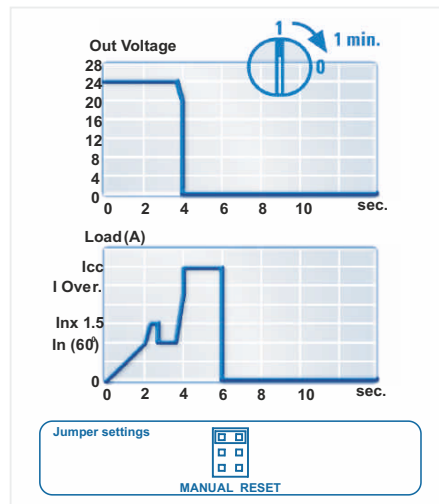 Out Voltage
1
1 min.
0
28
24
20
16
12
8
4
0
0 2 4 6 8 10 sec.
Load (A)
Icc
I Over.
Inx 1.5
In (60°)
0
0 2 4 6 8 10 sec.
Jumper settings
MANUAL RESET